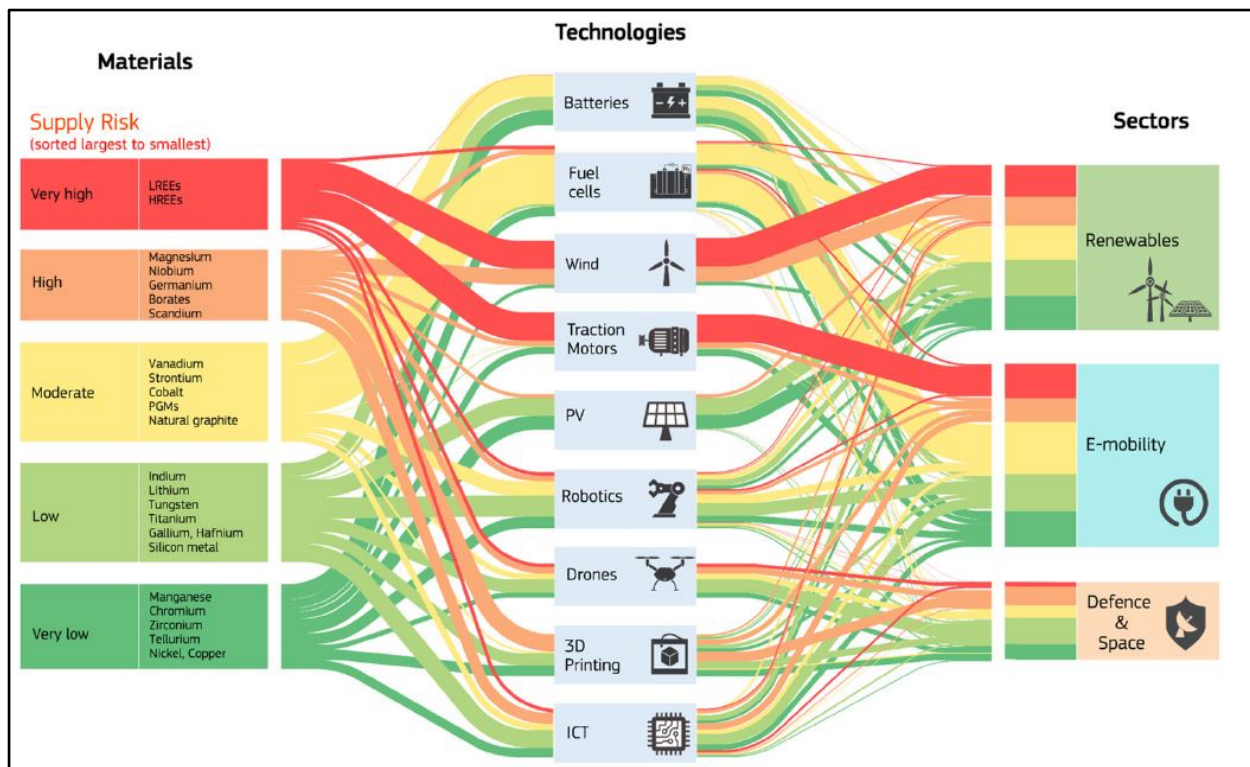 Technologies
Materials
Supply Risk
(sorted largest to smallest)
Very high
LREEs
HREEs
High
Magnesium
Niobium
Germanium
Borates
Scandium
Moderate
Vanadium
Strontium
Cobalt
PGMs
Natural graphite
Low
Indium
Lithium
Tungsten
Titanium
Gallium, Hafnium
Silicon metal
Very low
Manganese
Chromium
Zirconium
Tellurium
Nickel, Copper
Batteries
Fuel
cells
Wind
Traction
Motors
PV
Robotics
Drones
3D
Printing
ICT
Sectors
Renewables
E-mobility
Defence
&
Space